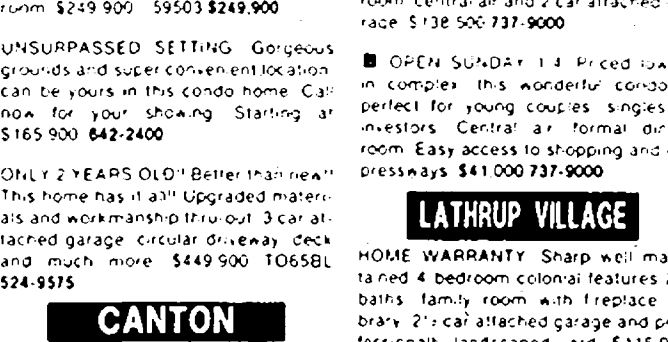 room $249,900 59503 $249,900
UNSURPASSED SETTING Gorgeous
grounds and super convenient location
can be yours in this condo home. Call
now for your showing Starting at
$165,900 642-2400
ONLY 2 YEARS OLD!! Better than new!!
This home has it all! Upgraded materi-
als and workmanship thru-out 3 car at-
tached garage circular driveway deck
and much more $449,900 TO65BL
524-9575
CANTON
room central air and 2 car attached
rage $138,500 737-9000
OPEN SUNDAY 1-4 Priced low
in complex this wonderful condo
perfect for young couples singles
investors Central air formal din
room Easy access to shopping and
pressways $41,000 737-9000
LATHRUP VILLAGE
HOME WARRANTY Sharp well mai
tained 4 bedroom colonial features 2
baths family room with fireplace
brary 2½ car attached garage and p
landscaped